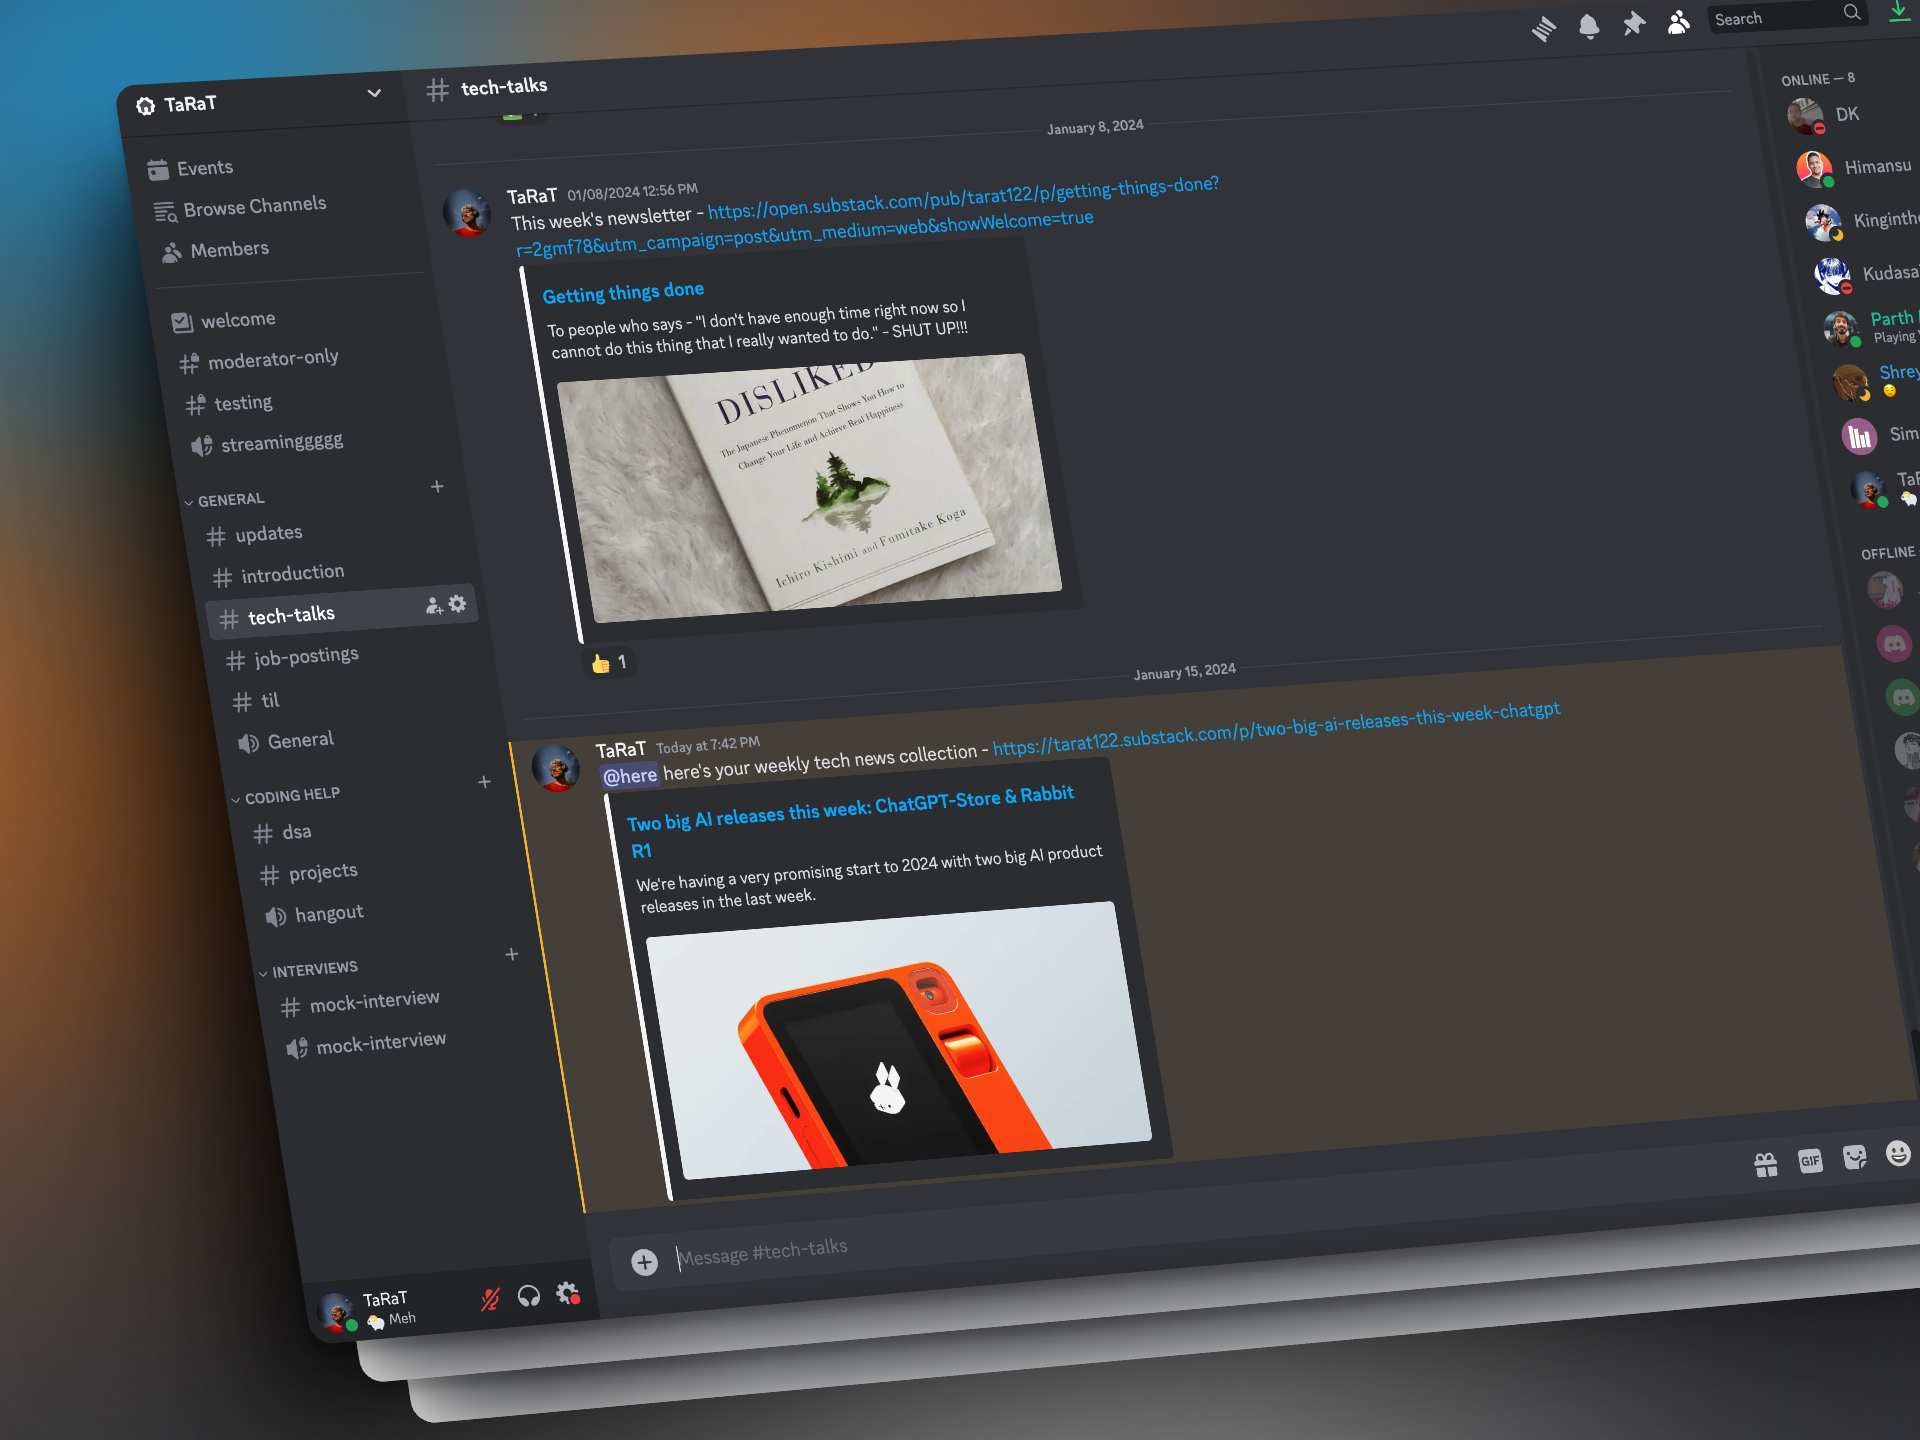 TaRaT
tech-talks
Search
Events
Browse Channels
Members
welcome
moderator-only
testing
streaminggggg
GENERAL
updates
introduction
tech-talks
job-postings
til
General
CODING HELP
dsa
projects
hangout
INTERVIEWS
mock-interview
mock-interview
TaRaT
Meh
January 8, 2024
TaRaT 01/08/2024 12:56 PM
This week's newsletter - https://open.substack.com/pub/tarat122/p/getting-things-done?
r=2gmf78&utm_campaign=post&utm_medium=web&showWelcome=true
Getting things done
To people who says - "I don't have enough time right now so I
cannot do this thing that I really wanted to do." - SHUT UP!!!
DISLIKED
The Japanese Phenomenon That Shows You How to
Change Your Life and Achieve Real Happiness
Ichiro Kishimi and Fumitake Koga
1
January 15, 2024
TaRaT Today at 7:42 PM
@here here's your weekly tech news collection - https://tarat122.substack.com/p/two-big-ai-releases-this-week-chatgpt
Two big AI releases this week: ChatGPT-Store & Rabbit
R1
We're having a very promising start to 2024 with two big AI product
releases in the last week.
Message #tech-talks
GIF
ONLINE — 8
DK
Himansu
Kinginth
Kudasa
Parth
Playing
Shrey
Sim
TaR
OFFLINE